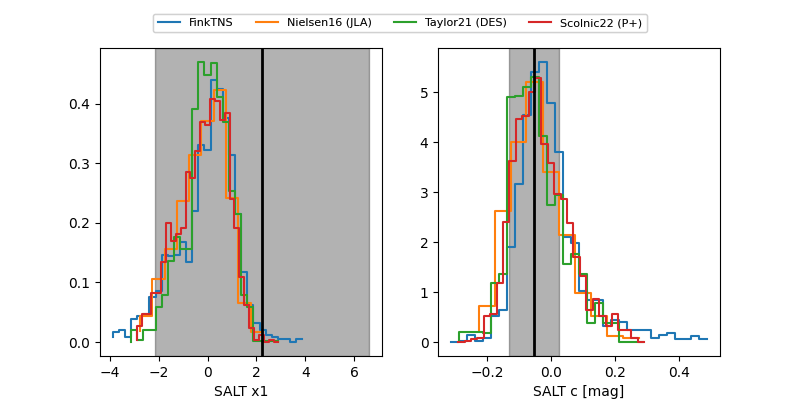 FinkTNS Nielsen16 (JLA) Taylor21 (DES) Scolnic22 (P+)
0.4
0.3
0.2
0.1
0.0
−4 −2 0 2 4 6
SALT x1
5
4
3
2
1
0
−0.2 0.0 0.2 0.4
SALT c [mag]